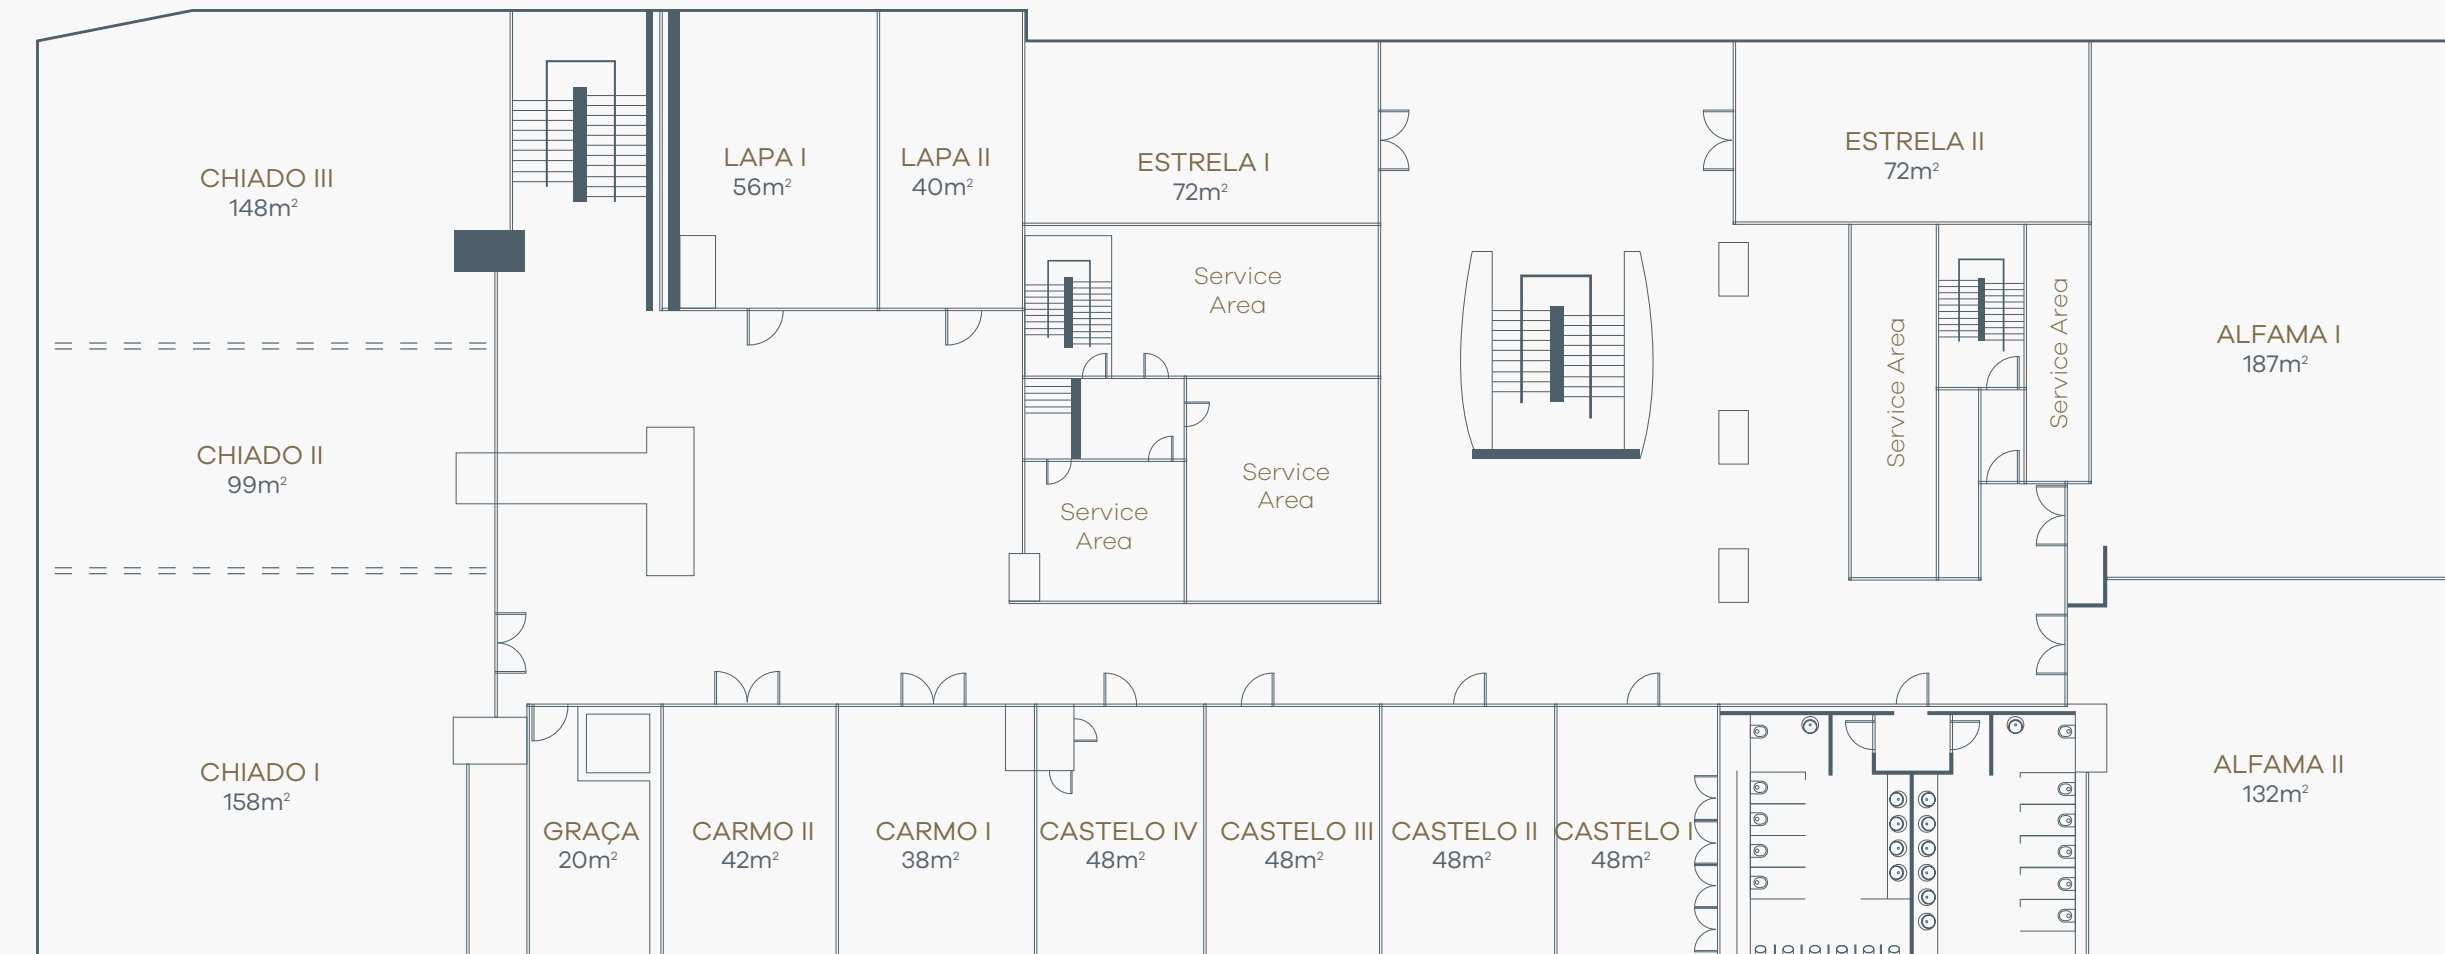 CHIADO III
148m²
LAPA I
56m²
LAPA II
40m²
ESTRELA I
72m²
ESTRELA II
72m²
Service
Area
Service Area
Service Area
ALFAMA I
187m²
CHIADO II
99m²
Service
Area
Service
Area
CHIADO I
158m²
ALFAMA II
132m²
GRAÇA
20m²
CARMO II
42m²
CARMO I
38m²
CASTELO IV
48m²
CASTELO III
48m²
CASTELO II
48m²
CASTELO I
48m²